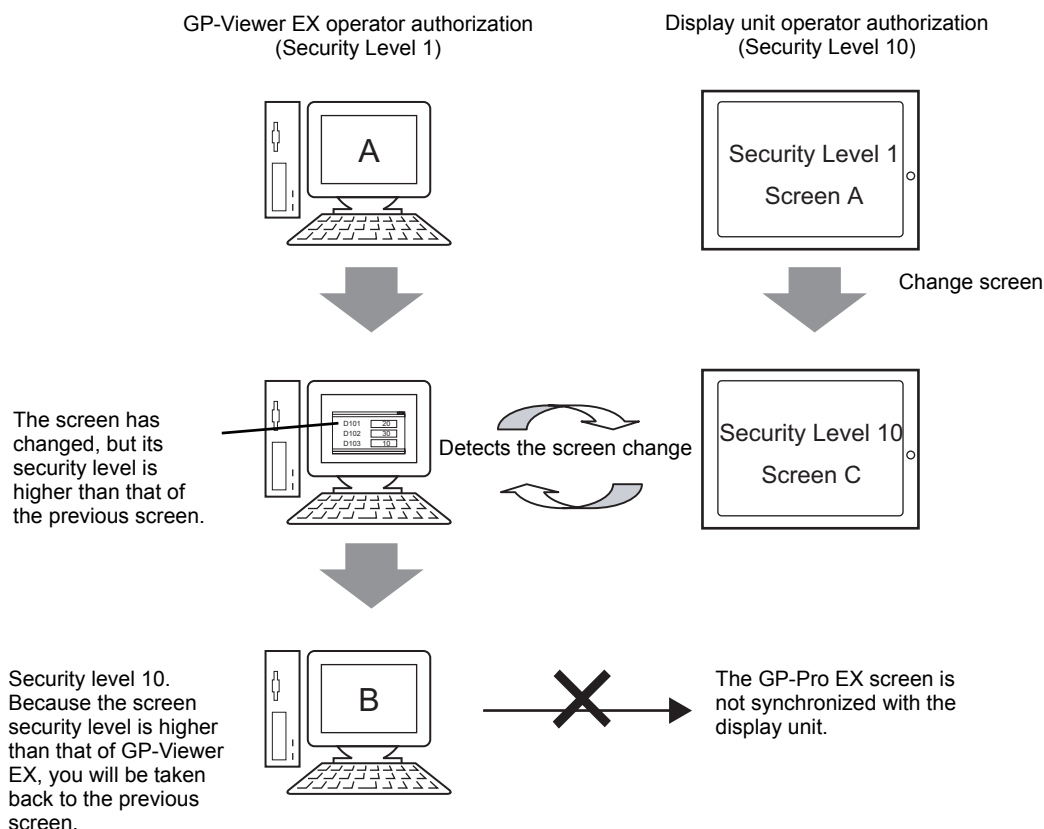 GP-Viewer EX operator authorization
(Security Level 1)
Display unit operator authorization
(Security Level 10)
A
Security Level 1
Screen A
Change screen
The screen has
changed, but its
security level is
higher than that of
the previous screen.
D101 20
D102 30
D103 10
Detects the screen change
Security Level 10
Screen C
Security level 10.
Because the screen
security level is higher
than that of GP-Viewer
EX, you will be taken
back to the previous
screen.
B
The GP-Pro EX screen is
not synchronized with the
display unit.